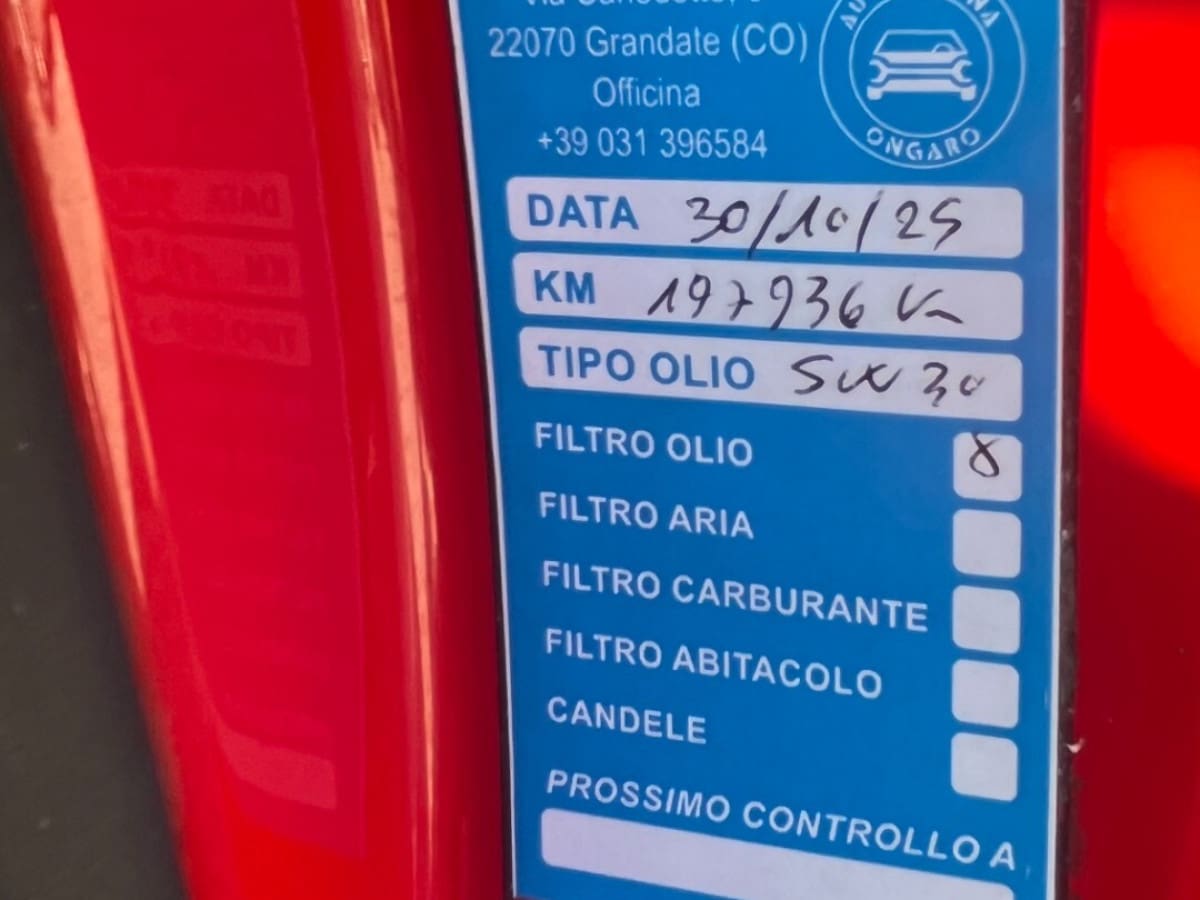 22070 Grandate (CO)
Officina
+39 031 396584
ONGARO
DATA 30/10/25
KM 197936 Km
TIPO OLIO 5W30
FILTRO OLIO
FILTRO ARIA
FILTRO CARBURANTE
FILTRO ABITACOLO
CANDELE
PROSSIMO CONTROLLO A